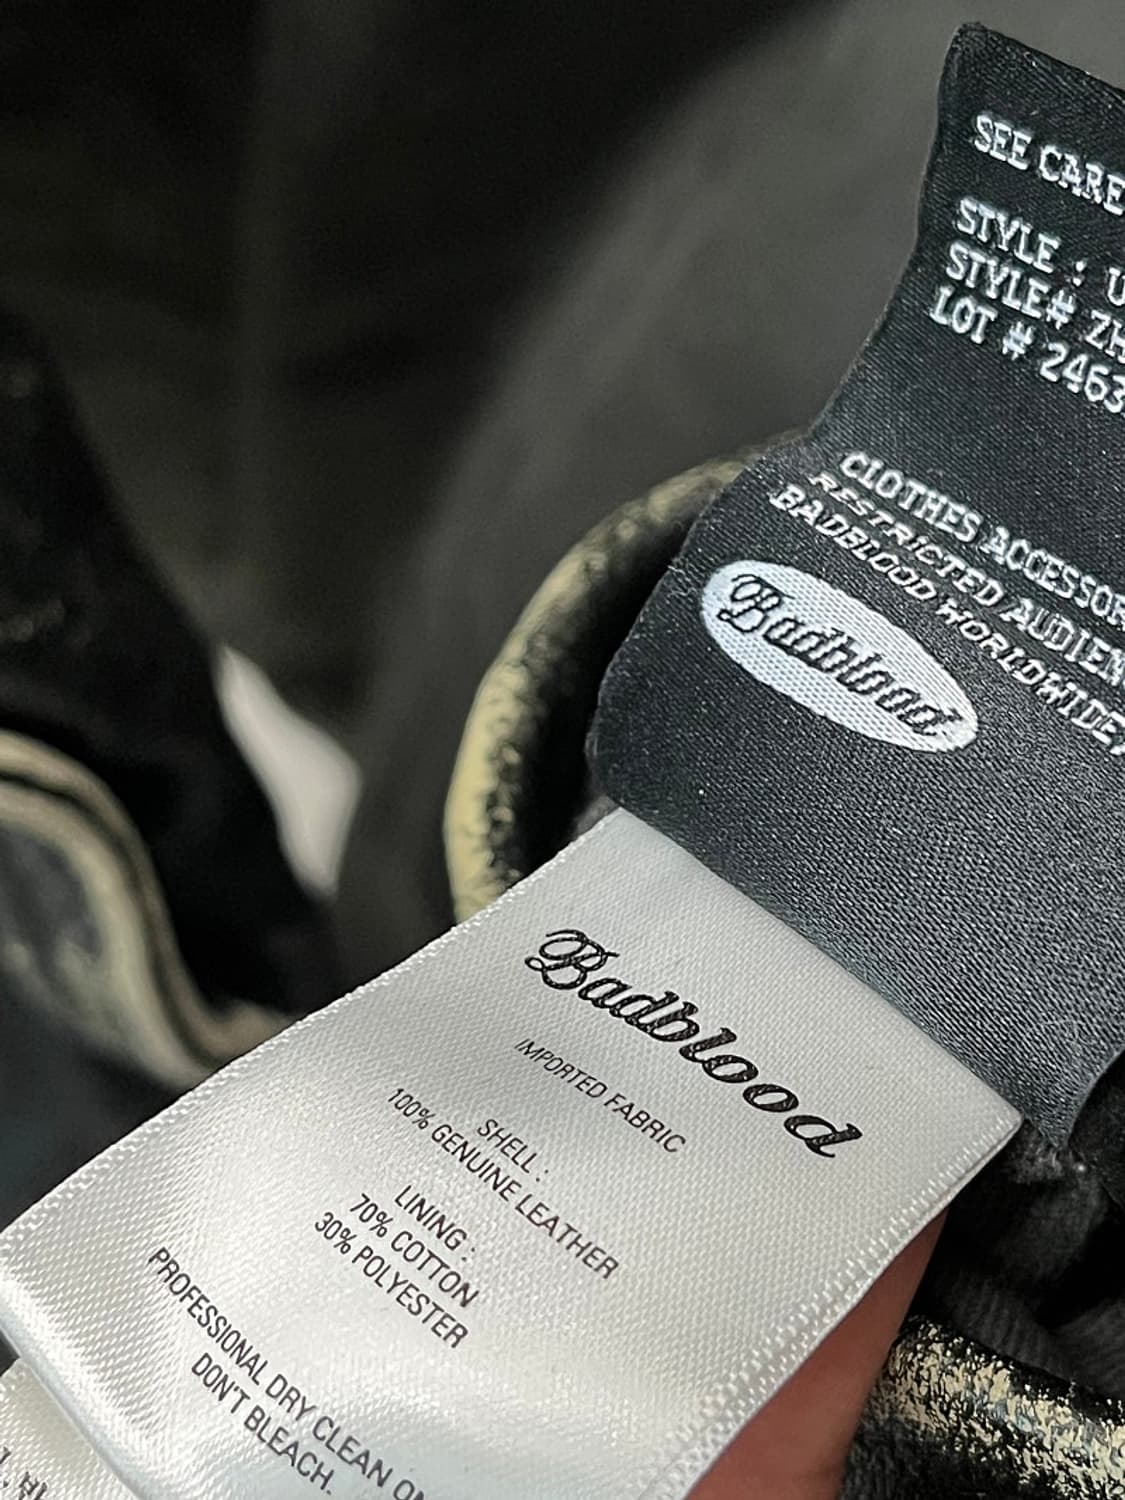 SEE CARE
STYLE : U
STYLE# ZH
LOT # 2463
CLOTHES ACCESSOR
RESTRICTED AUDIEN
BADBLOOD WORLDWIDE,
Badblood
Badblood
IMPORTED FABRIC
SHELL :
100% GENUINE LEATHER
LINING :
70% COTTON
30% POLYESTER
PROFESSIONAL DRY CLEAN ON
DON'T BLEACH.